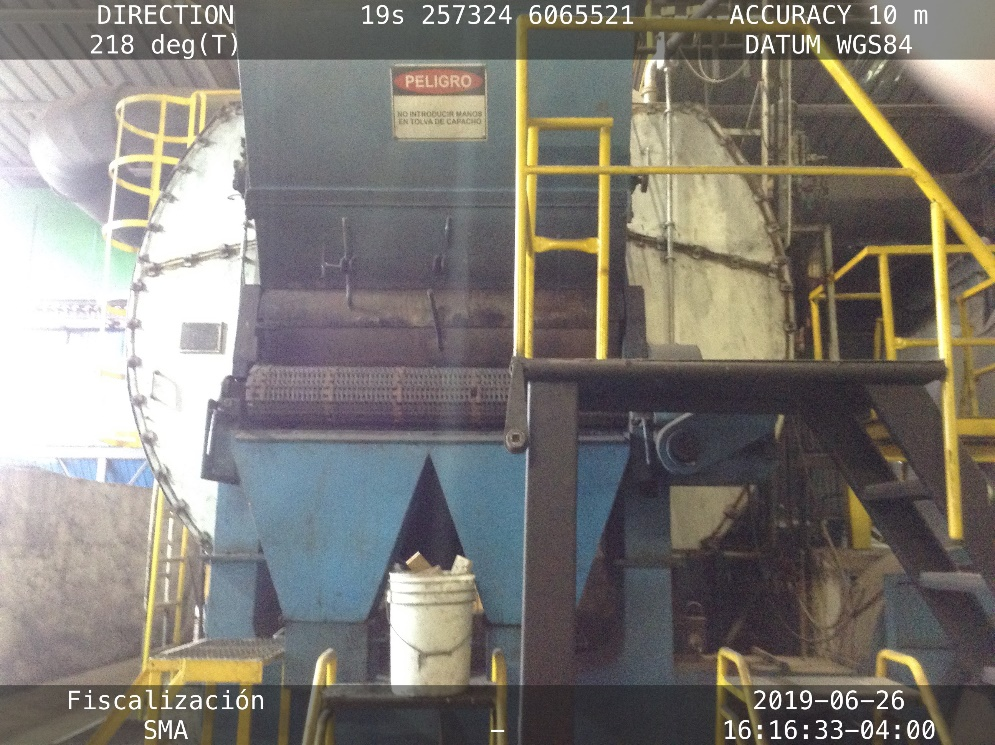 DIRECTION
218 deg(T)
19s 257324 6065521
ACCURACY 10 m
DATUM WGS84
PELIGRO
NO INTRODUCIR MANOS
EN TOLVA DE CAPACHO
Fiscalización
SMA
2019-06-26
16:16:33-04:00